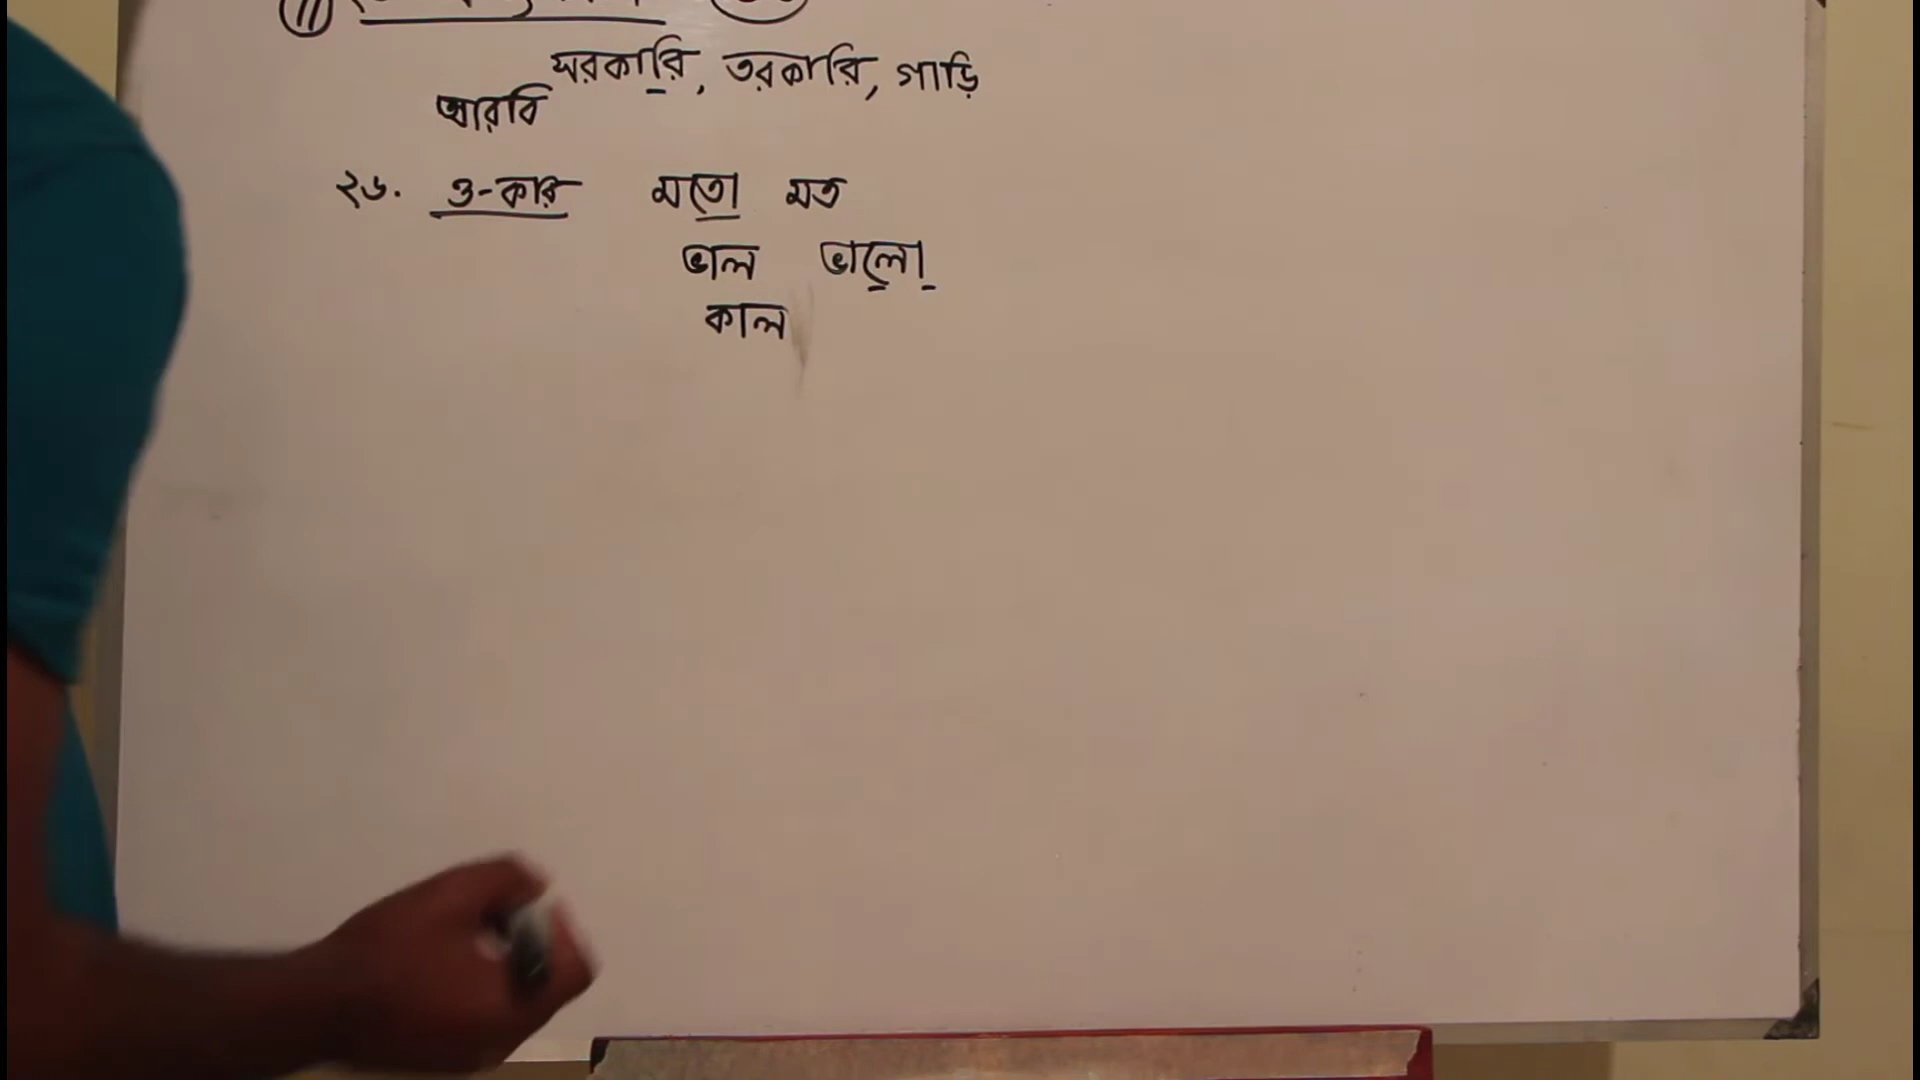 সরকারি, তরকারি, গাড়ি
আরবি
২৬. ও-কার মতো মত
ভাল ভালো
কাল